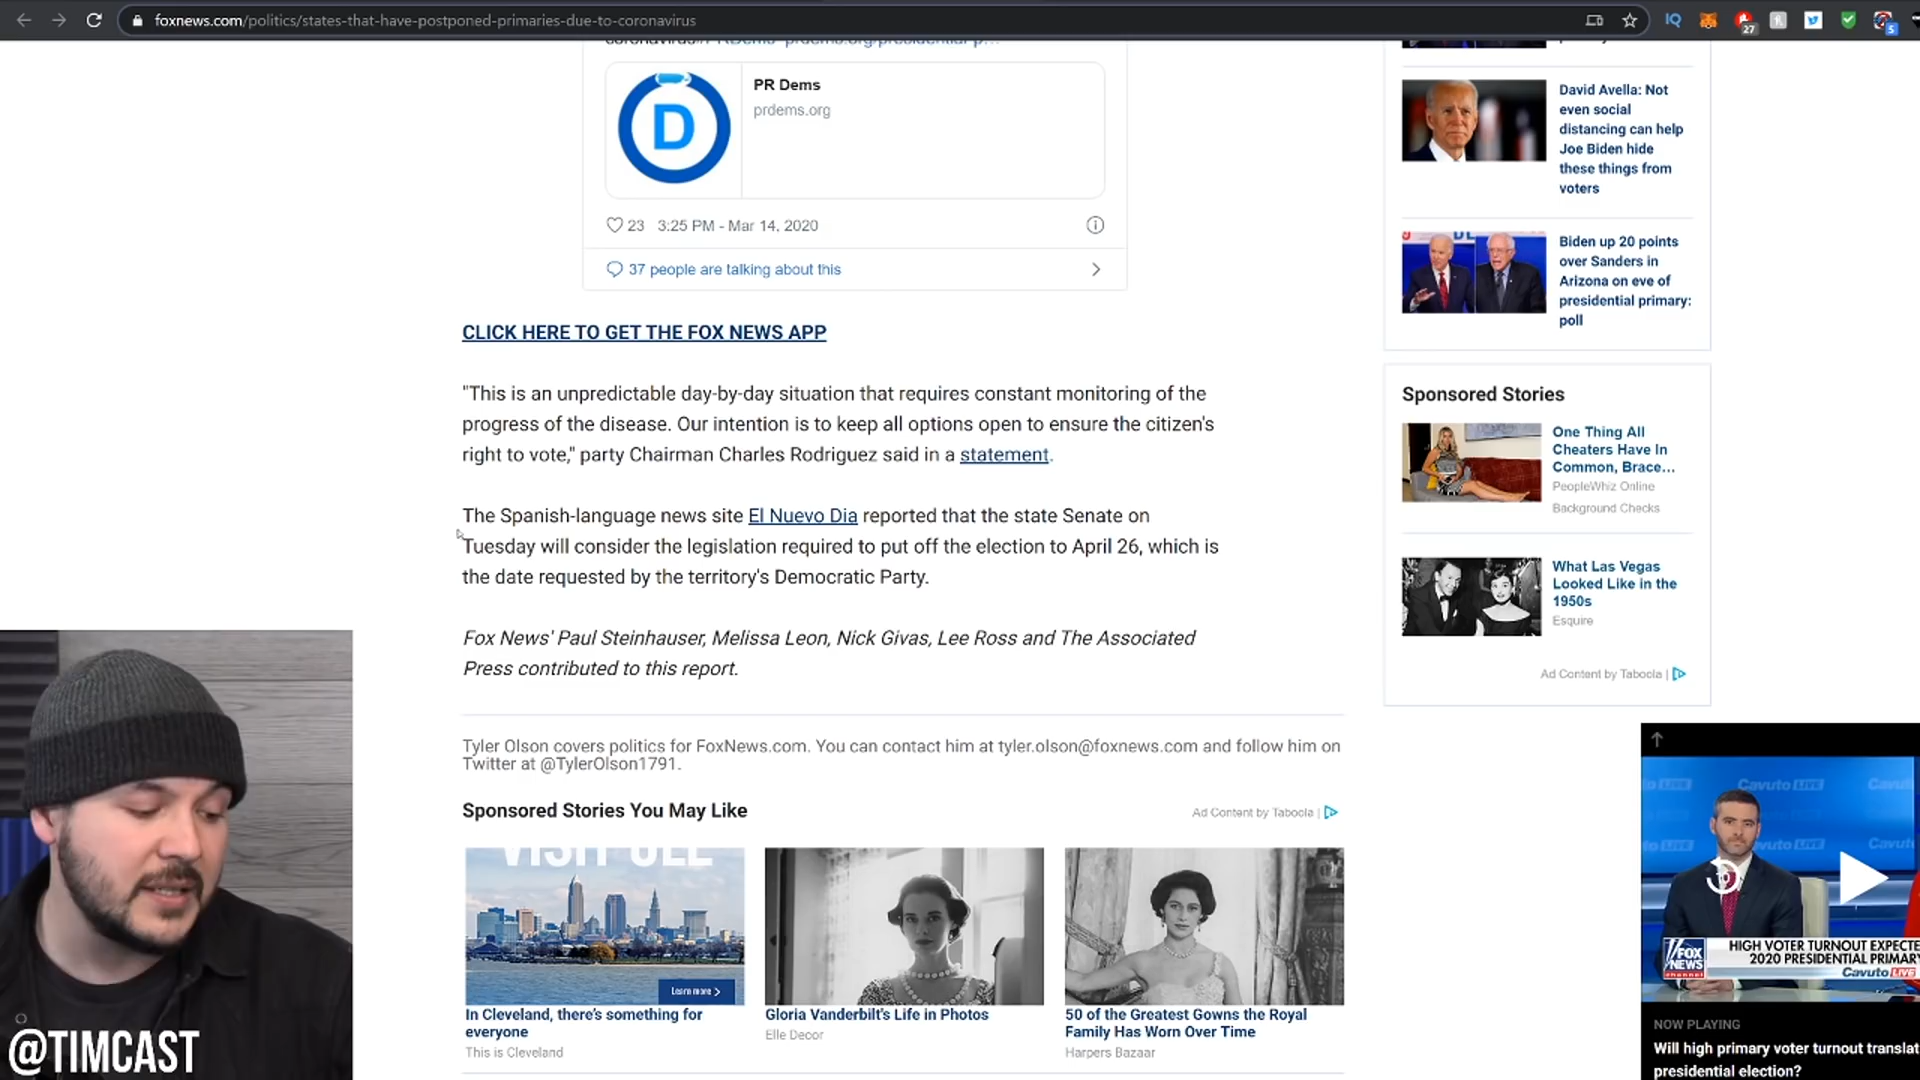 foxnews.com/politics/states-that-have-postponed-primaries-due-to-coronavirus
IQ
27
5
D
PR Dems
prdems.org
23 3:25 PM - Mar 14, 2020
37 people are talking about this
CLICK HERE TO GET THE FOX NEWS APP
"This is an unpredictable day-by-day situation that requires constant monitoring of the
progress of the disease. Our intention is to keep all options open to ensure the citizen's
right to vote," party Chairman Charles Rodriguez said in a statement.
The Spanish-language news site El Nuevo Dia reported that the state Senate on
Tuesday will consider the legislation required to put off the election to April 26, which is
the date requested by the territory's Democratic Party.
Fox News' Paul Steinhauser, Melissa Leon, Nick Givas, Lee Ross and The Associated
Press contributed to this report.
Tyler Olson covers politics for FoxNews.com. You can contact him at tyler.olson@foxnews.com and follow him on
Twitter at @TylerOlson1791.
Sponsored Stories You May Like
Ad Content by Taboola |
Learn more >
In Cleveland, there's something for
everyone
This is Cleveland
Gloria Vanderbilt's Life in Photos
Elle Decor
50 of the Greatest Gowns the Royal
Family Has Worn Over Time
Harpers Bazaar
David Avella: Not
even social
distancing can help
Joe Biden hide
these things from
voters
Biden up 20 points
over Sanders in
Arizona on eve of
presidential primary:
poll
Sponsored Stories
One Thing All
Cheaters Have In
Common, Brace...
PeopleWhiz Online
Background Checks
What Las Vegas
Looked Like in the
1950s
Esquire
Ad Content by Taboola |
Cavuto LIVE
10
FOX
NEWS
channel
HIGH VOTER TURNOUT EXPECTE
2020 PRESIDENTIAL PRIMARY
Cavuto LIVE
NOW PLAYING
Will high primary voter turnout translat
presidential election?
@TIMCAST